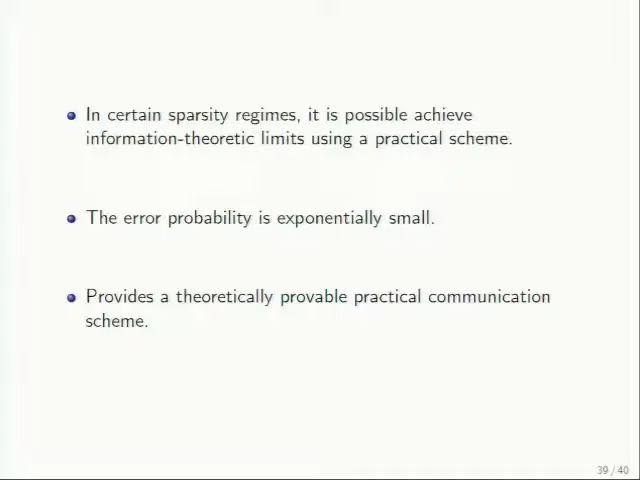 In certain sparsity regimes, it is possible achieve
information-theoretic limits using a practical scheme.
The error probability is exponentially small.
Provides a theoretically provable practical communication
scheme.
39 / 40